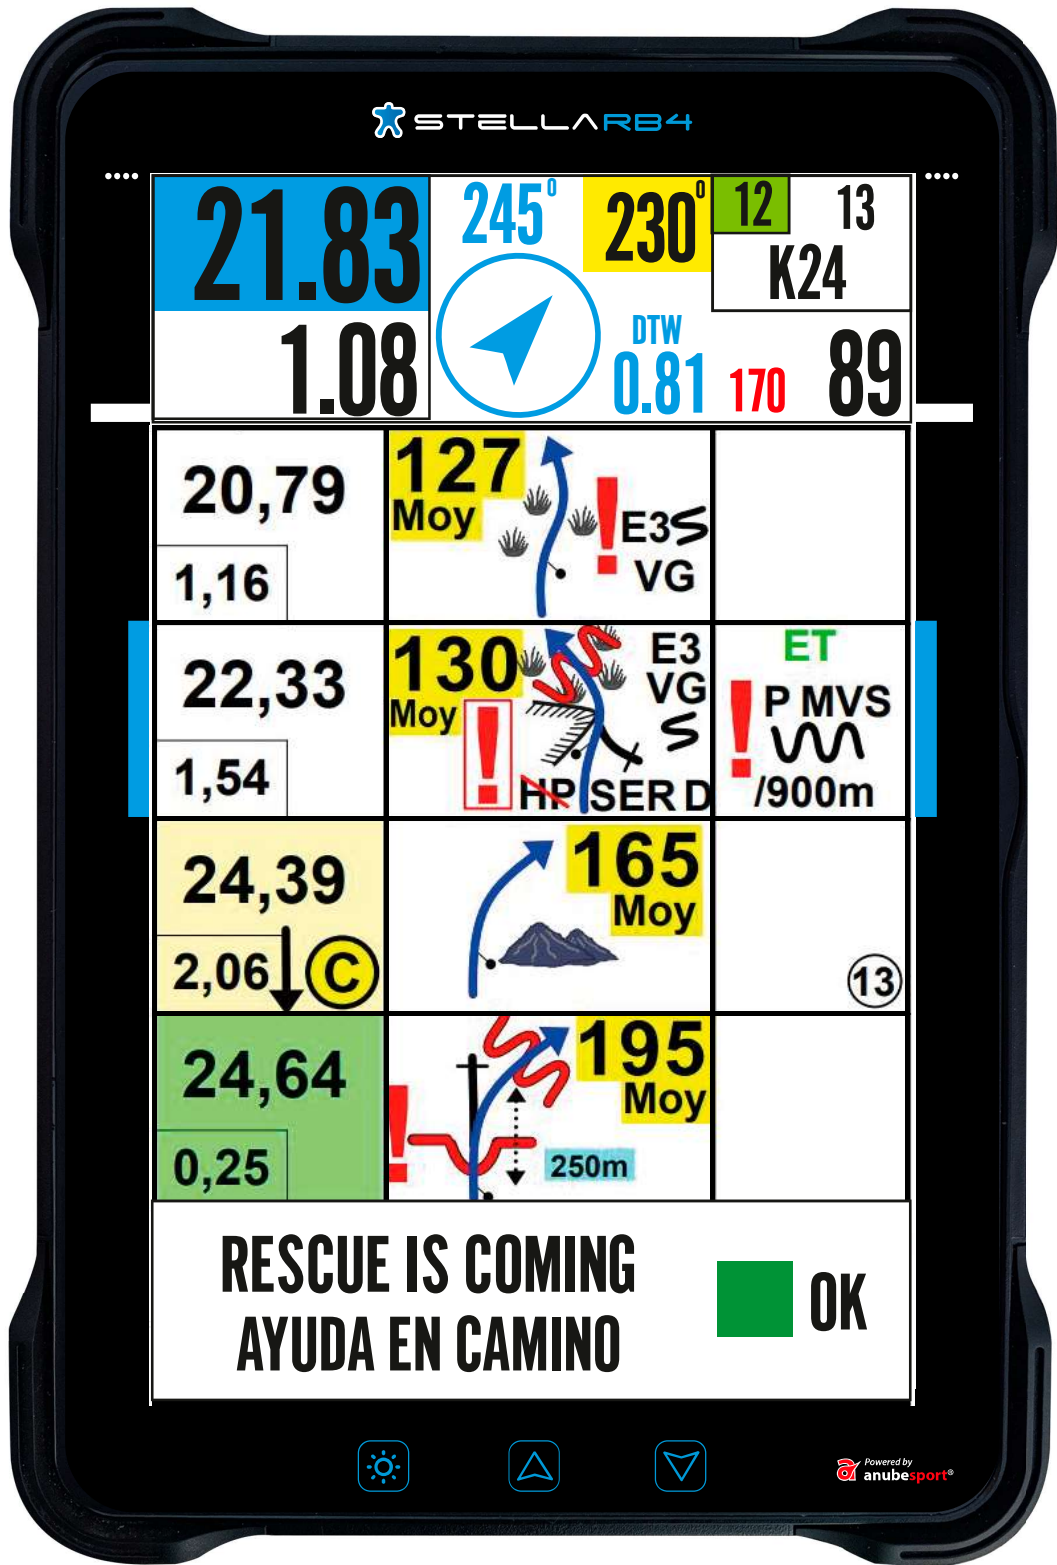 STELLARB4
21.83
245°
230°
12
13
K24
1.08
DTW
0.81
170
89
20,79
1,16
127
Moy
E3S
VG
22,33
1,54
130
Moy
E3
VG
S
HP SER D
ET
P MVS
/900m
24,39
2,06
C
165
Moy
13
24,64
0,25
195
Moy
250m
RESCUE IS COMING
AYUDA EN CAMINO
OK
Powered by
anubesport®